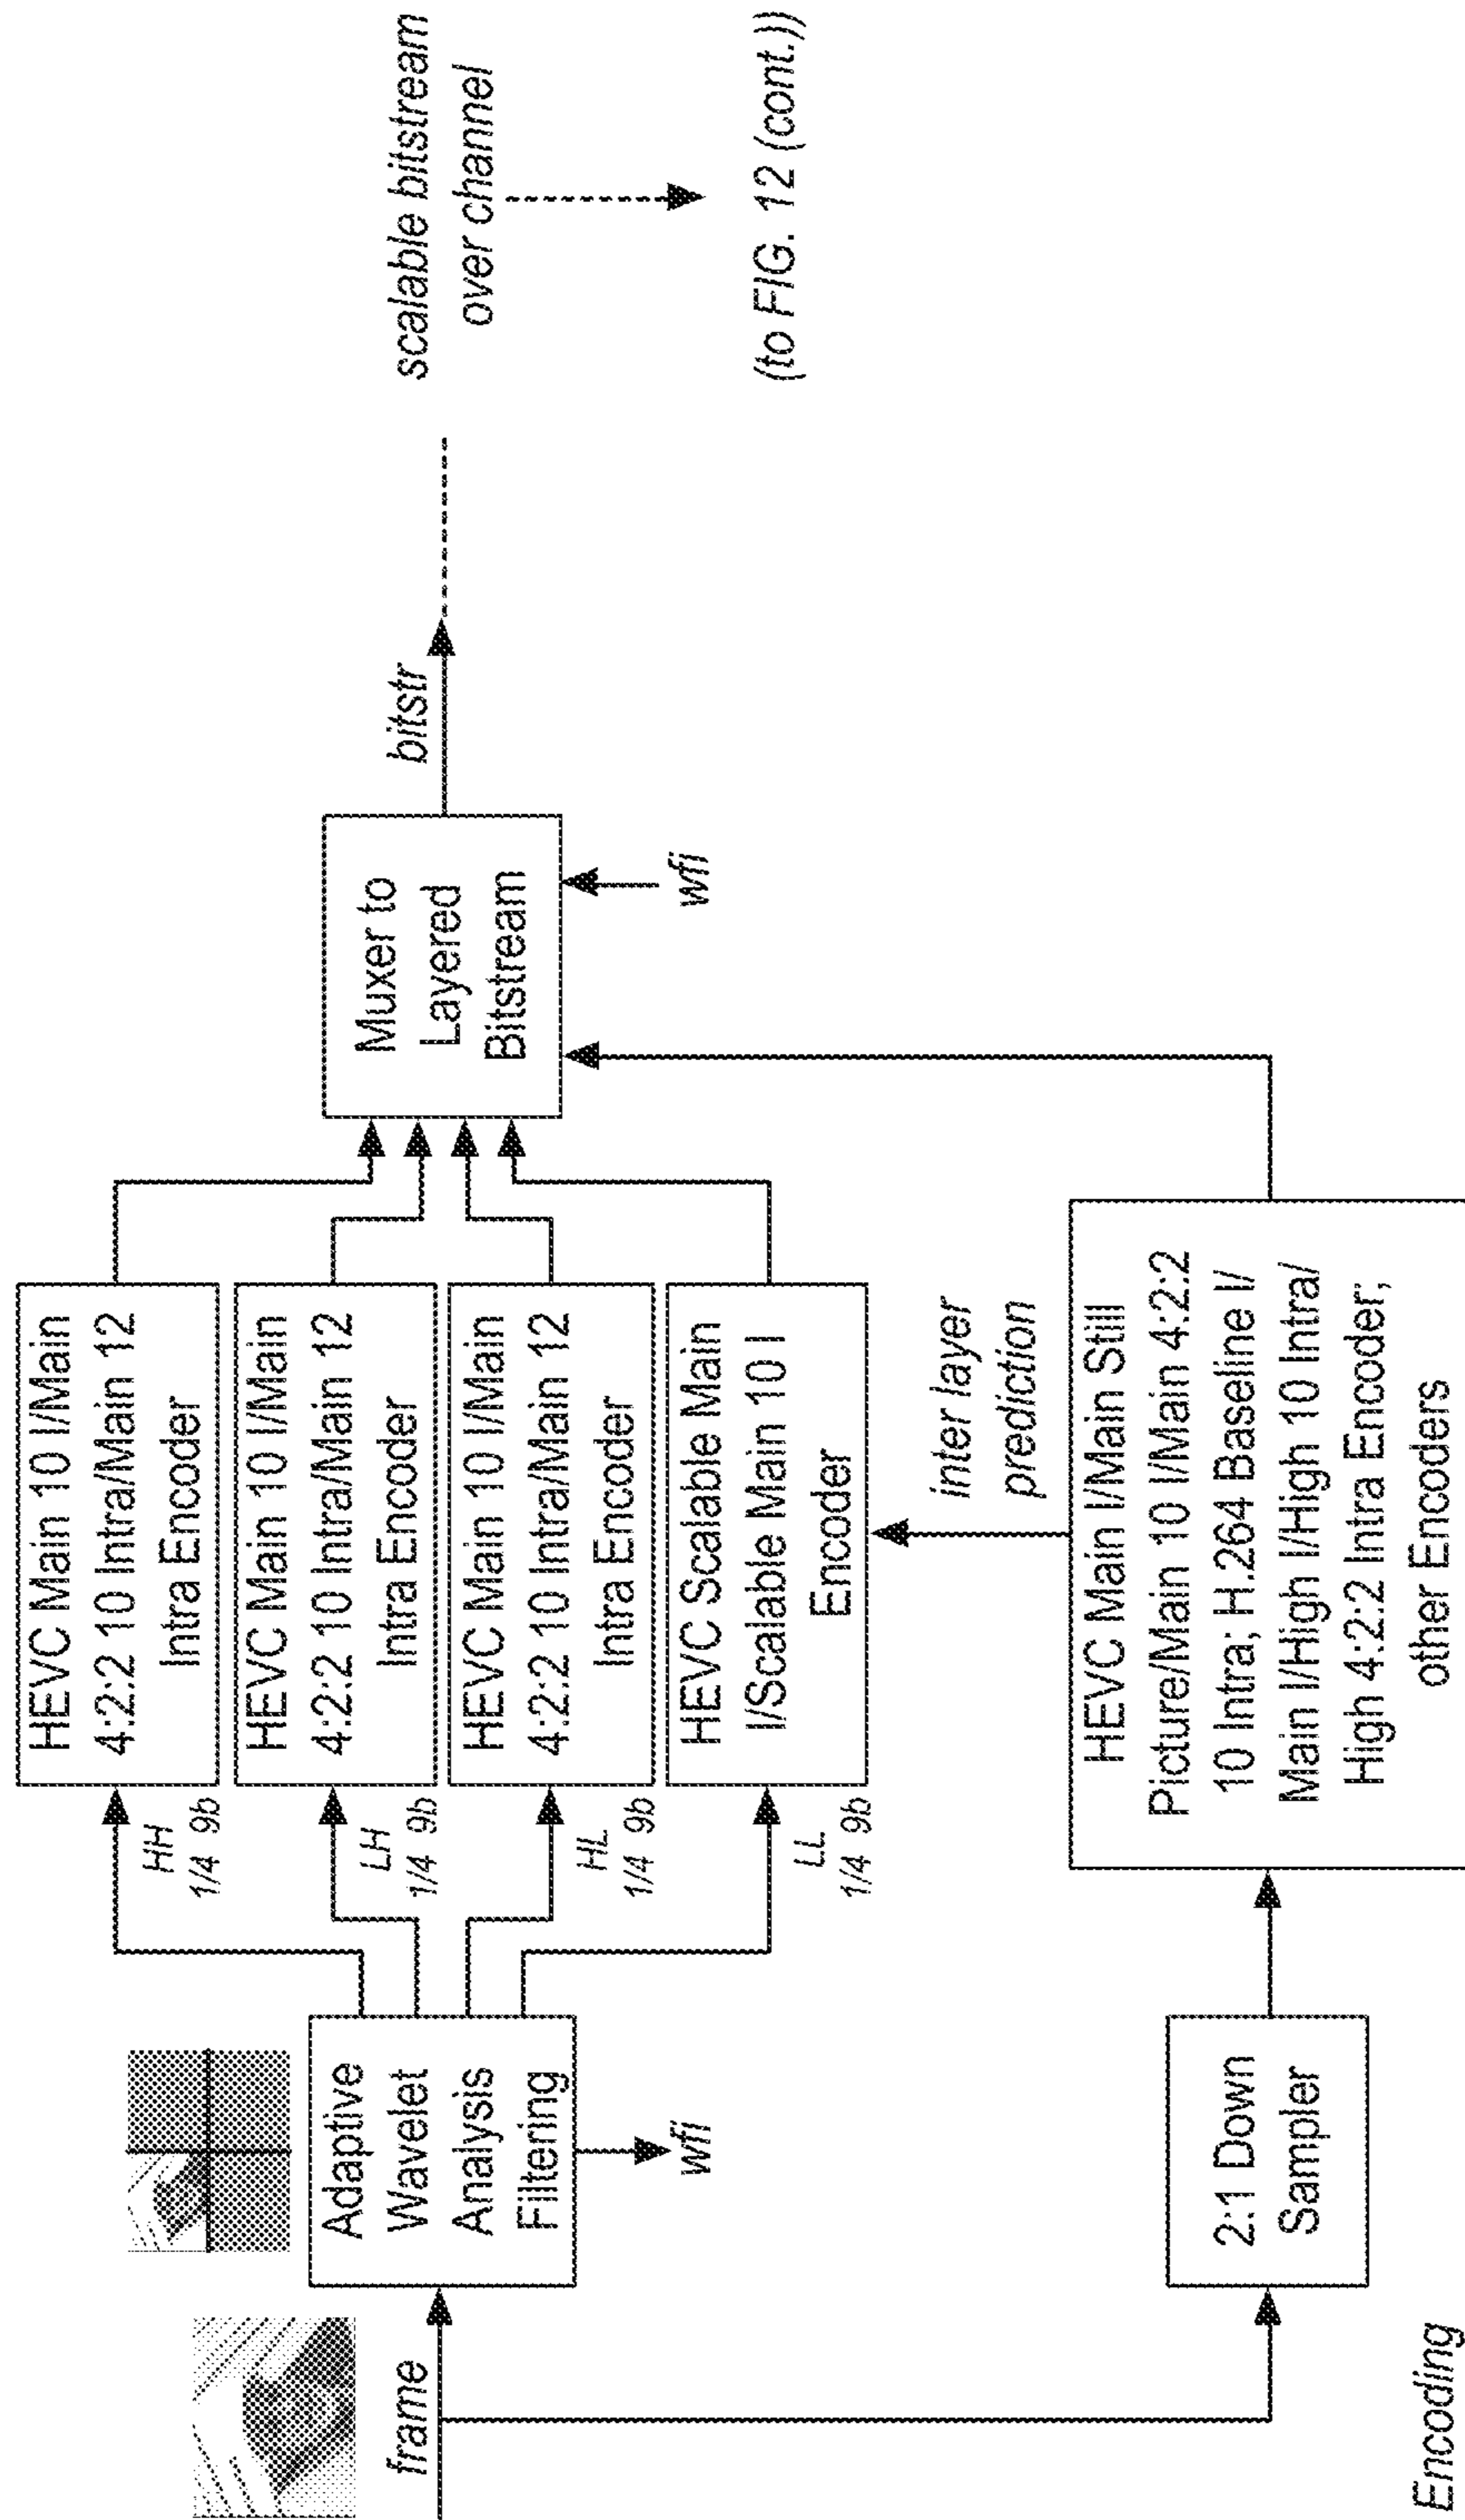 frame
Adaptive
Wavelet
Analysis
Filtering
wfi
HH
1/4 9b
LH
1/4 9b
HL
1/4 9b
LL
1/4 9b
HEVC Main 10 I/Main
4:2:2 10 Intra/Main 12
Intra Encoder
HEVC Main 10 I/Main
4:2:2 10 Intra/Main 12
Intra Encoder
HEVC Main 10 I/Main
4:2:2 10 Intra/Main 12
Intra Encoder
HEVC Scalable Main
I/Scalable Main 10 I
Encoder
Muxer to
Layered
Bitstream
wfi
bitstr
scalable bitstream
over channel
(to FIG. 12 (cont.))
inter layer
prediction
2:1 Down
Sampler
HEVC Main I/Main Still
Picture/Main 10 I/Main 4:2:2
10 Intra; H.264 Baseline I/
Main I/High I/High 10 Intra/
High 4:2:2 Intra Encoder;
other Encoders
Encoding